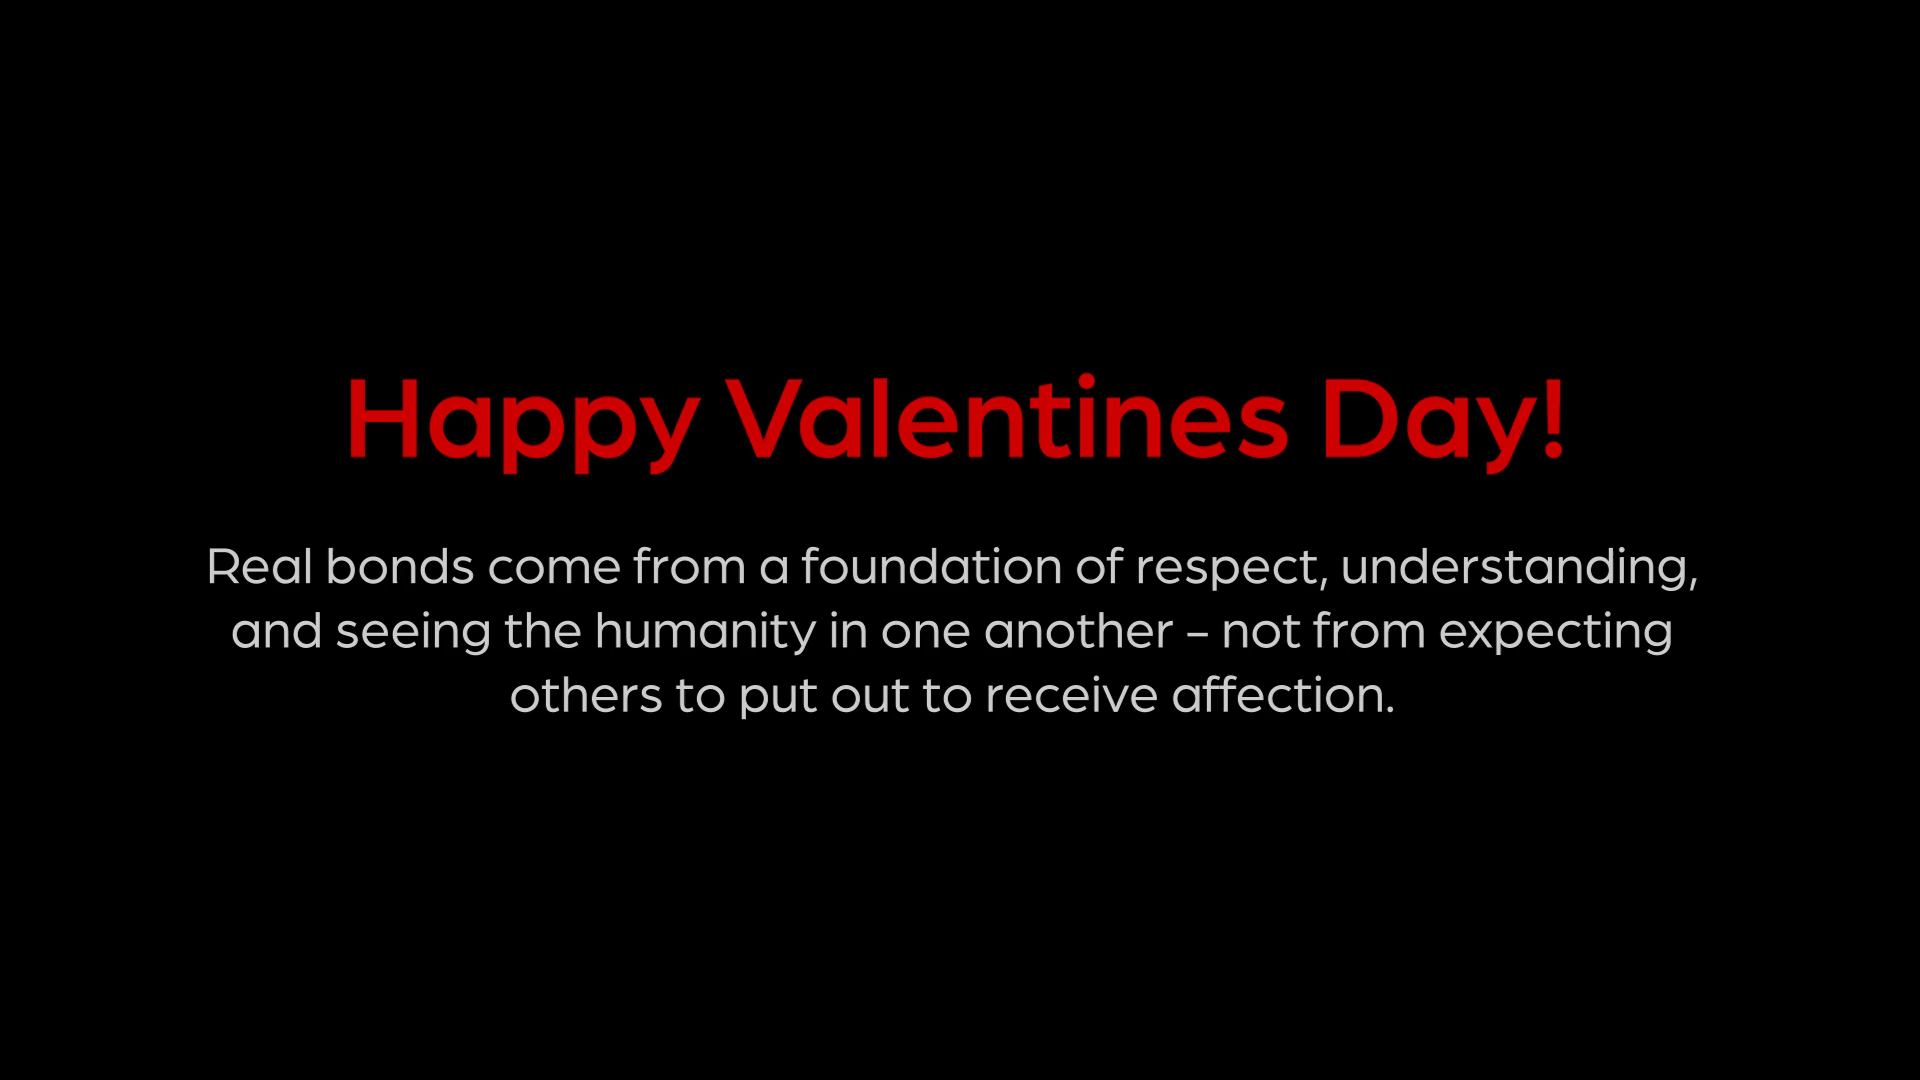 Happy Valentines Day!
Real bonds come from a foundation of respect, understanding,
and seeing the humanity in one another – not from expecting
others to put out to receive affection.